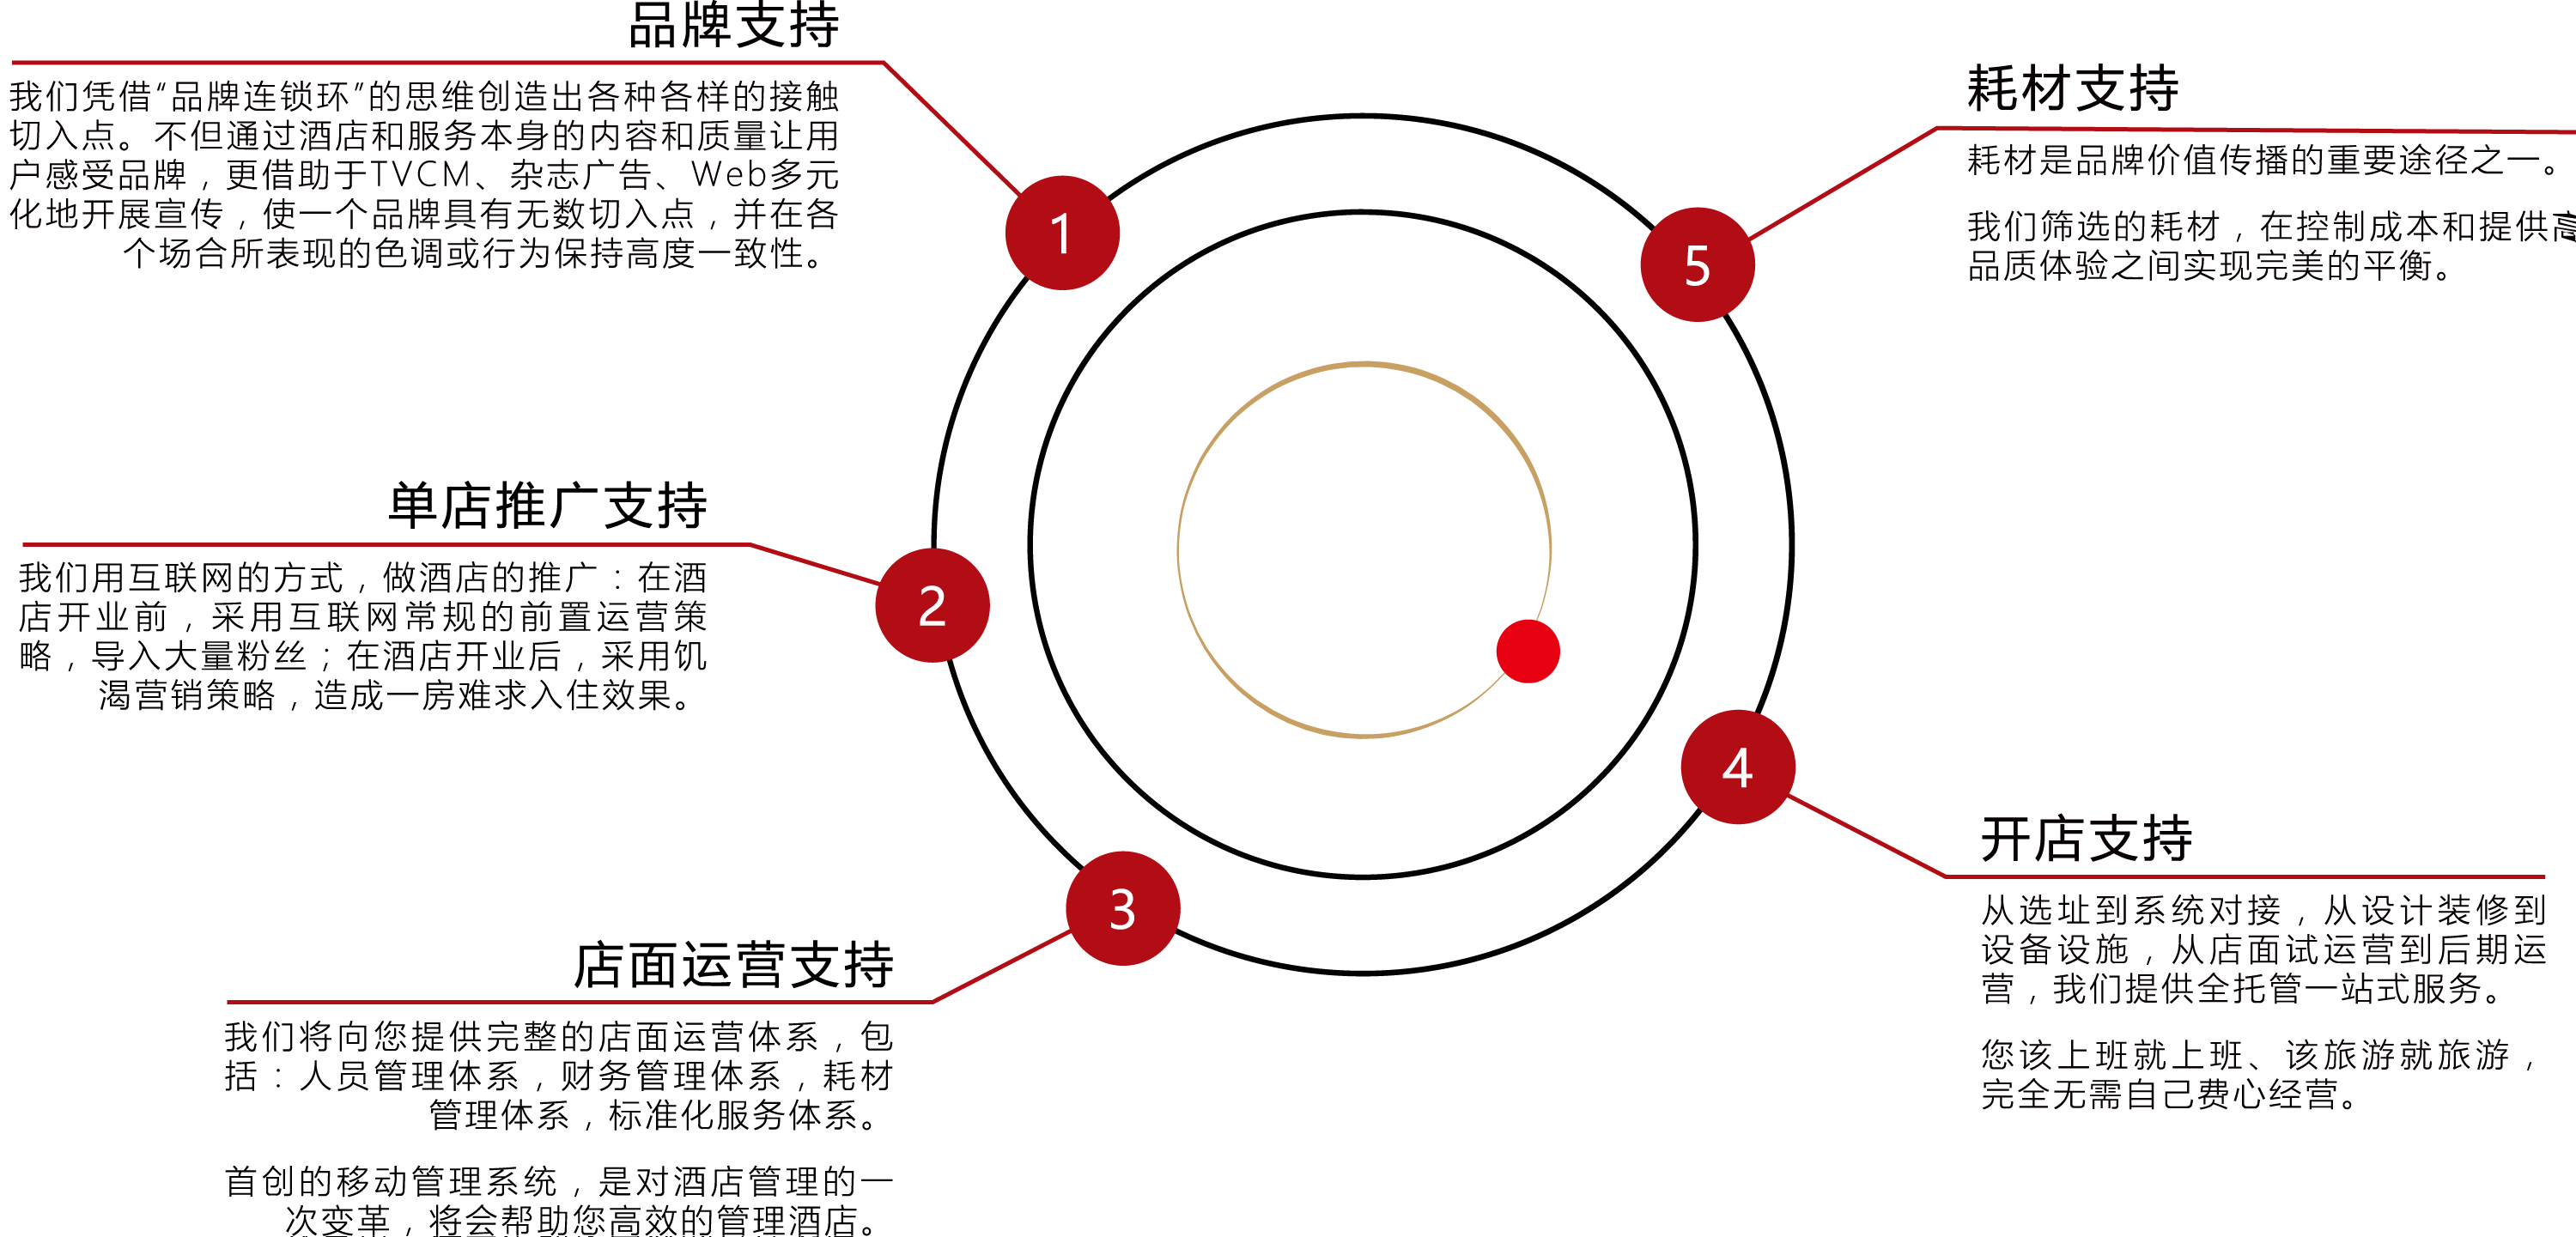 品牌支持
我们凭借“品牌连锁环”的思维创造出各种各样的接触
切入点。不但通过酒店和服务本身的内容和质量让用
户感受品牌，更借助于TVCM、杂志广告、Web多元
化地开展宣传，使一个品牌具有无数切入点，并在各
个场合所表现的色调或行为保持高度一致性。
1
单店推广支持
我们用互联网的方式，做酒店的推广：在酒
店开业前，采用互联网常规的前置运营策
略，导入大量粉丝；在酒店开业后，采用饥
渴营销策略，造成一房难求入住效果。
2
店面运营支持
我们将向您提供完整的店面运营体系，包
括：人员管理体系，财务管理体系，耗材
管理体系，标准化服务体系。
首创的移动管理系统，是对酒店管理的一
次变革，将会帮助您高效的管理酒店。
3
4
开店支持
从选址到系统对接，从设计装修到
设备设施，从店面试运营到后期运
营，我们提供全托管一站式服务。
您该上班就上班、该旅游就旅游，
完全无需自己费心经营。
5
耗材支持
耗材是品牌价值传播的重要途径之一。
我们筛选的耗材，在控制成本和提供高
品质体验之间实现完美的平衡。